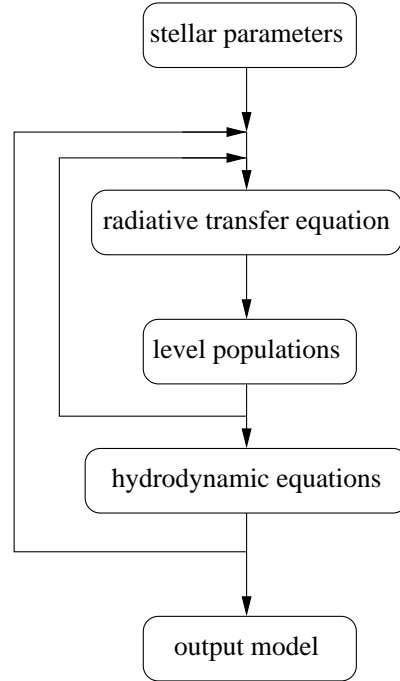 stellar parameters
radiative transfer equation
level populations
hydrodynamic equations
output model